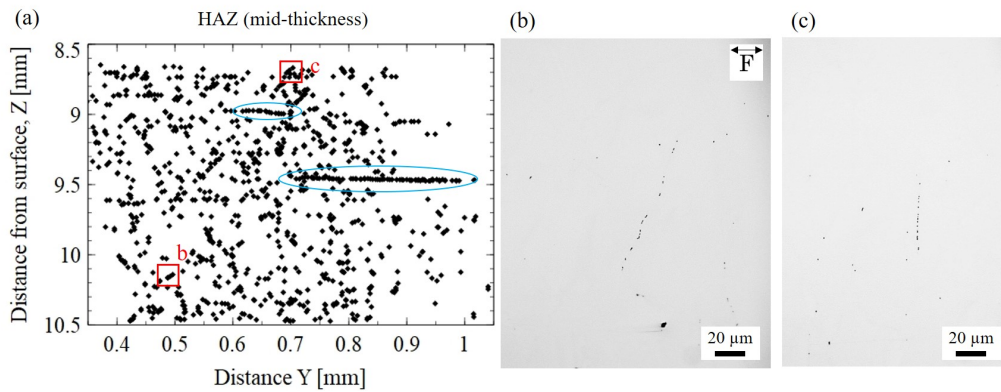 (a)
HAZ (mid-thickness)
8.5
9
9.5
10
10.5
Distance from surface, Z [mm]
c
b
0.4 0.5 0.6 0.7 0.8 0.9 1
Distance Y [mm]
(b)
F
20 µm
(c)
20 µm